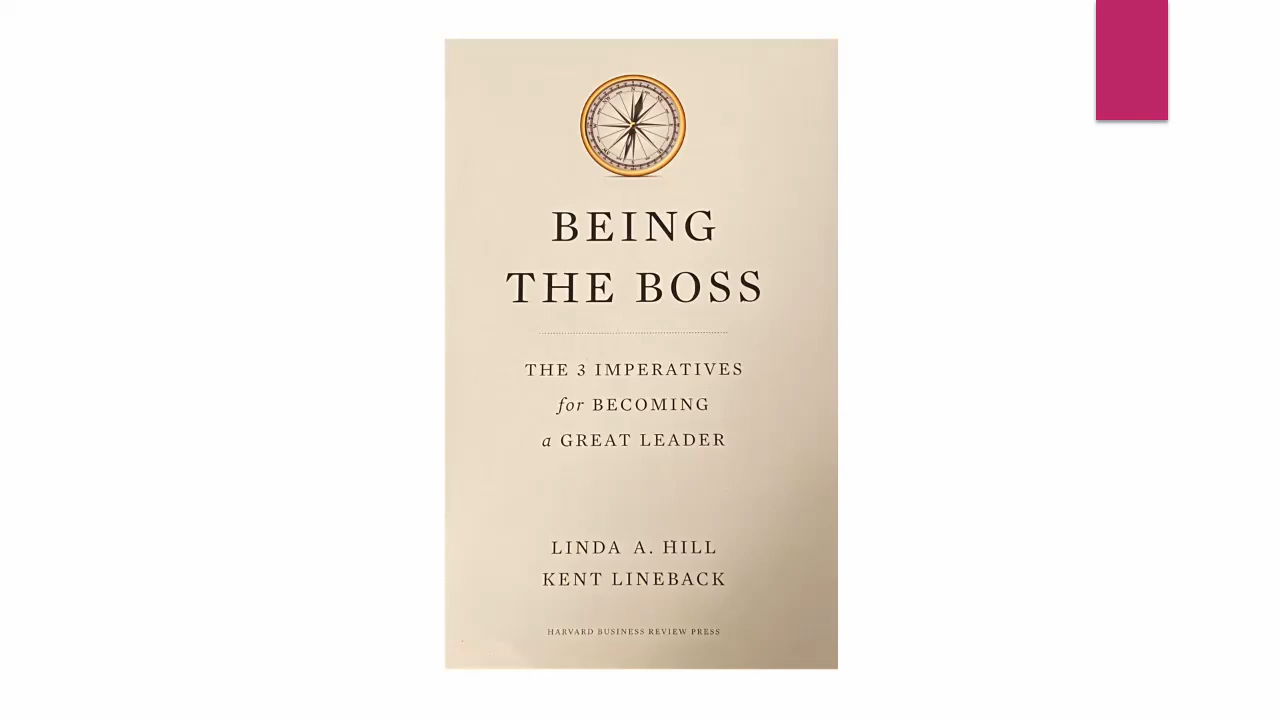 BEING
THE BOSS
THE 3 IMPERATIVES
for BECOMING
a GREAT LEADER
LINDA A. HILL
KENT LINEBACK
HARVARD BUSINESS REVIEW PRESS